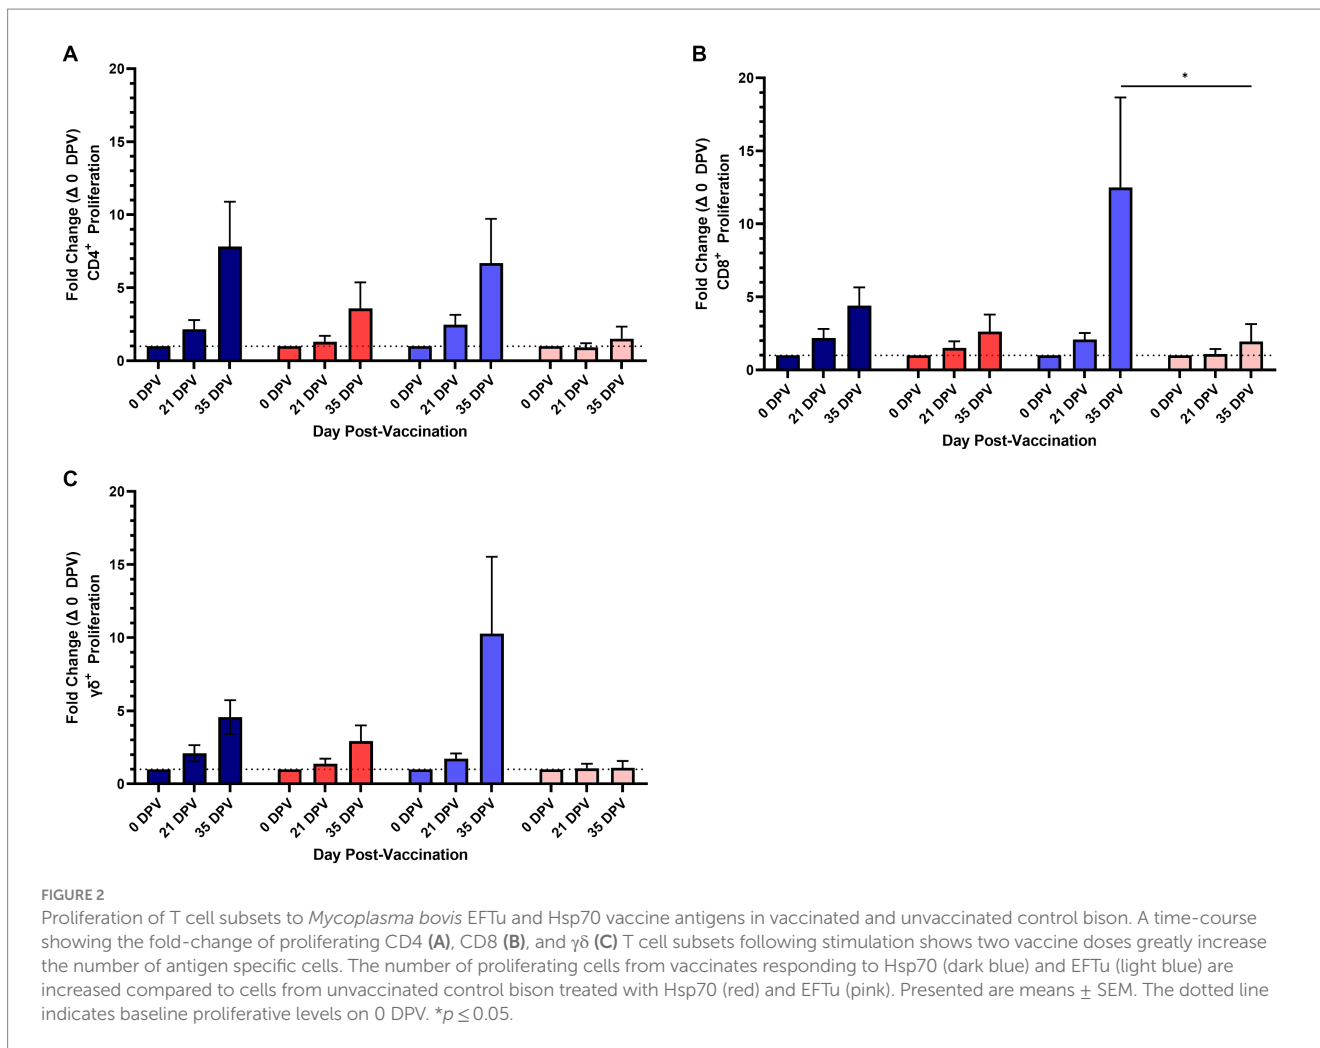 A
20
15
10
5
0
Fold Change (Δ 0 DPV)
CD4+ Proliferation
0 DPV 21 DPV 35 DPV 0 DPV 21 DPV 35 DPV 0 DPV 21 DPV 35 DPV 0 DPV 21 DPV 35 DPV
Day Post-Vaccination
B
20
15
10
5
0
Fold Change (Δ 0 DPV)
CD8+ Proliferation
*
0 DPV 21 DPV 35 DPV 0 DPV 21 DPV 35 DPV 0 DPV 21 DPV 35 DPV 0 DPV 21 DPV 35 DPV
Day Post-Vaccination
C
20
15
10
5
0
Fold Change (Δ 0 DPV)
γδ+ Proliferation
0 DPV 21 DPV 35 DPV 0 DPV 21 DPV 35 DPV 0 DPV 21 DPV 35 DPV 0 DPV 21 DPV 35 DPV
Day Post-Vaccination
FIGURE 2
Proliferation of T cell subsets to Mycoplasma bovis EFTu and Hsp70 vaccine antigens in vaccinated and unvaccinated control bison. A time-course
showing the fold-change of proliferating CD4 (A), CD8 (B), and γδ (C) T cell subsets following stimulation shows two vaccine doses greatly increase
the number of antigen specific cells. The number of proliferating cells from vaccinates responding to Hsp70 (dark blue) and EFTu (light blue) are
increased compared to cells from unvaccinated control bison treated with Hsp70 (red) and EFTu (pink). Presented are means ± SEM. The dotted line
indicates baseline proliferative levels on 0 DPV. *p ≤ 0.05.